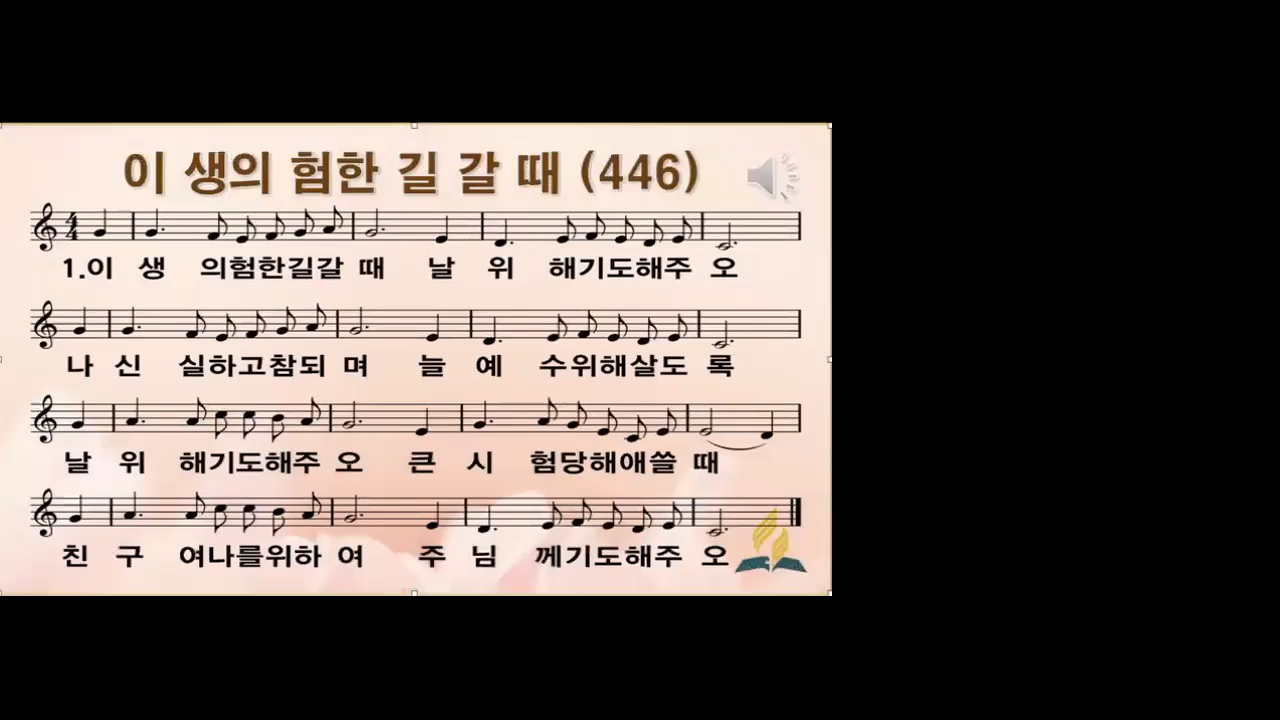 이 생의 험한 길 갈 때 (446)
1.이 생 의험한길갈 때 날 위 해기도해주 오
나 신 실하고참되 며 늘 예 수위해살도 록
날 위 해기도해주 오 큰 시 험당해애쓸 때
친 구 여나를위하 여 주 님 께기도해주 오